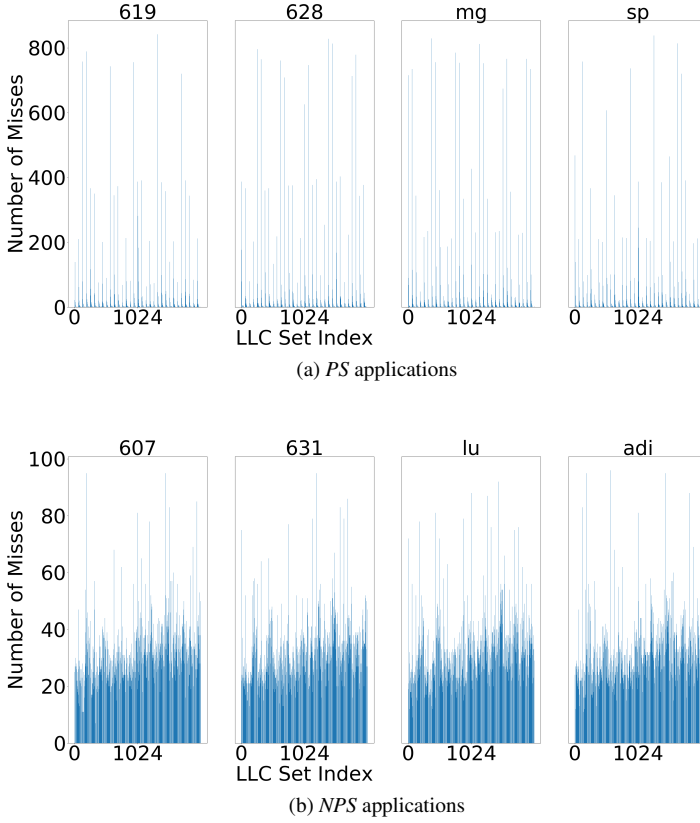 619 628 mg sp
800
600
400
200
0
Number of Misses
0 1024 0 1024 0 1024 0 1024
LLC Set Index
(a) PS applications
607 631 lu adi
100
80
60
40
20
0
Number of Misses
0 1024 0 1024 0 1024 0 1024
LLC Set Index
(b) NPS applications